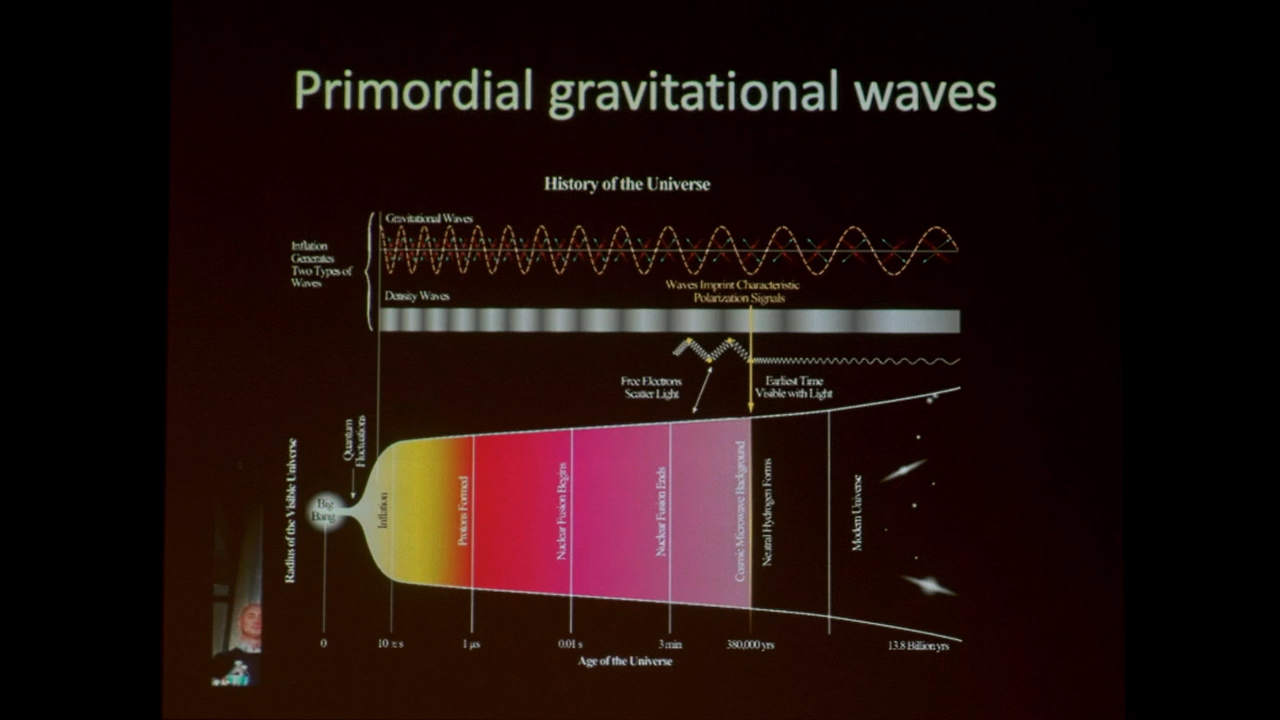 Primordial gravitational waves
History of the Universe
Gravitational Waves
Inflation
Generates
Two Types of
Waves
Waves Imprint Characteristic
Polarization Signals
Density Waves
Free Electrons
Scatter Light
Earliest Time
Visible with Light
Radius of the Visible Universe
Quantum
Fluctuations
Big
Bang
Inflation
Protons Formed
Nuclear Fusion Begins
Nuclear Fusion Ends
Cosmic Microwave Background
Neutral Hydrogen Forms
Modern Universe
0
10 s
1 µs
0.01 s
3 min
380,000 yrs
13.8 Billion yrs
Age of the Universe